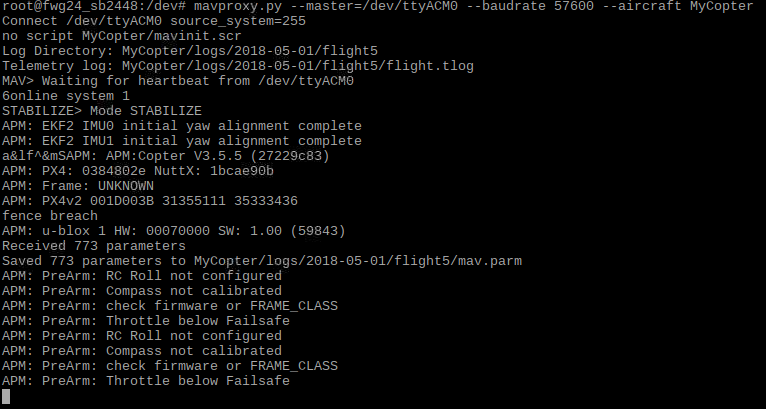 root@fwg24_sb2448:/dev# mavproxy.py --master=/dev/ttyACM0 --baudrate 57600 --aircraft MyCopter
Connect /dev/ttyACM0 source_system=255
no script MyCopter/mavinit.scr
Log Directory: MyCopter/logs/2018-05-01/flight5
Telemetry log: MyCopter/logs/2018-05-01/flight5/flight.tlog
MAV> Waiting for heartbeat from /dev/ttyACM0
6online system 1
STABILIZE> Mode STABILIZE
APM: EKF2 IMU0 initial yaw alignment complete
APM: EKF2 IMU1 initial yaw alignment complete
a&lf^&mSAPM: APM:Copter V3.5.5 (27229c83)
APM: PX4: 0384802e NuttX: 1bcae90b
APM: Frame: UNKNOWN
APM: PX4v2 001D003B 31355111 35333436
fence breach
APM: u-blox 1 HW: 00070000 SW: 1.00 (59843)
Received 773 parameters
Saved 773 parameters to MyCopter/logs/2018-05-01/flight5/mav.parm
APM: PreArm: RC Roll not configured
APM: PreArm: Compass not calibrated
APM: PreArm: check firmware or FRAME_CLASS
APM: PreArm: Throttle below Failsafe
APM: PreArm: RC Roll not configured
APM: PreArm: Compass not calibrated
APM: PreArm: check firmware or FRAME_CLASS
APM: PreArm: Throttle below Failsafe